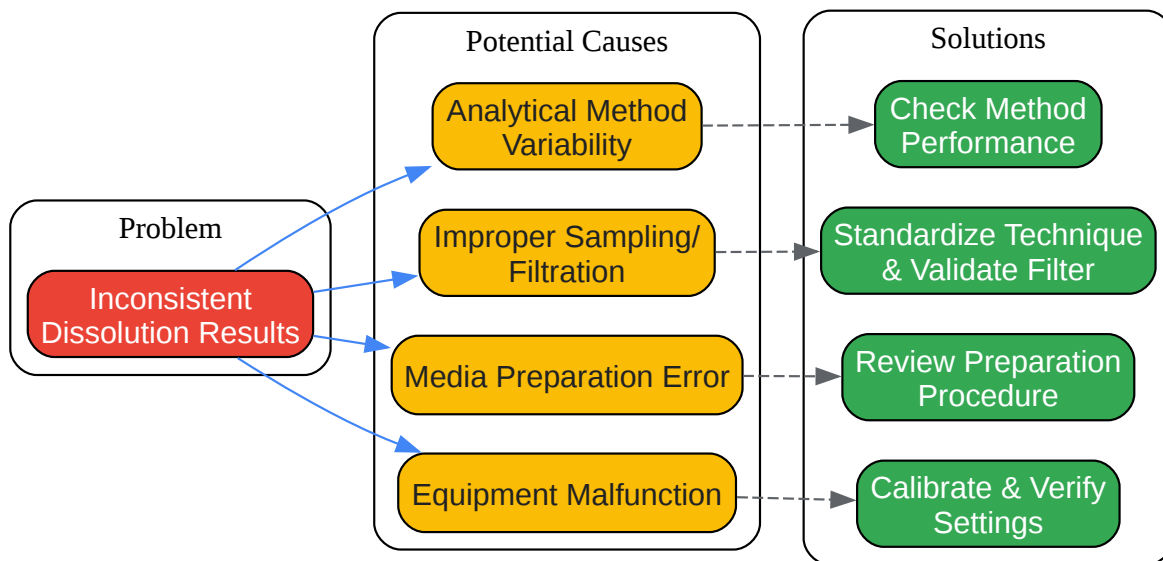 Problem
Inconsistent
Dissolution Results
Potential Causes
Analytical Method
Variability
Improper Sampling/
Filtration
Media Preparation Error
Equipment Malfunction
Solutions
Check Method
Performance
Standardize Technique
& Validate Filter
Review Preparation
Procedure
Calibrate & Verify
Settings